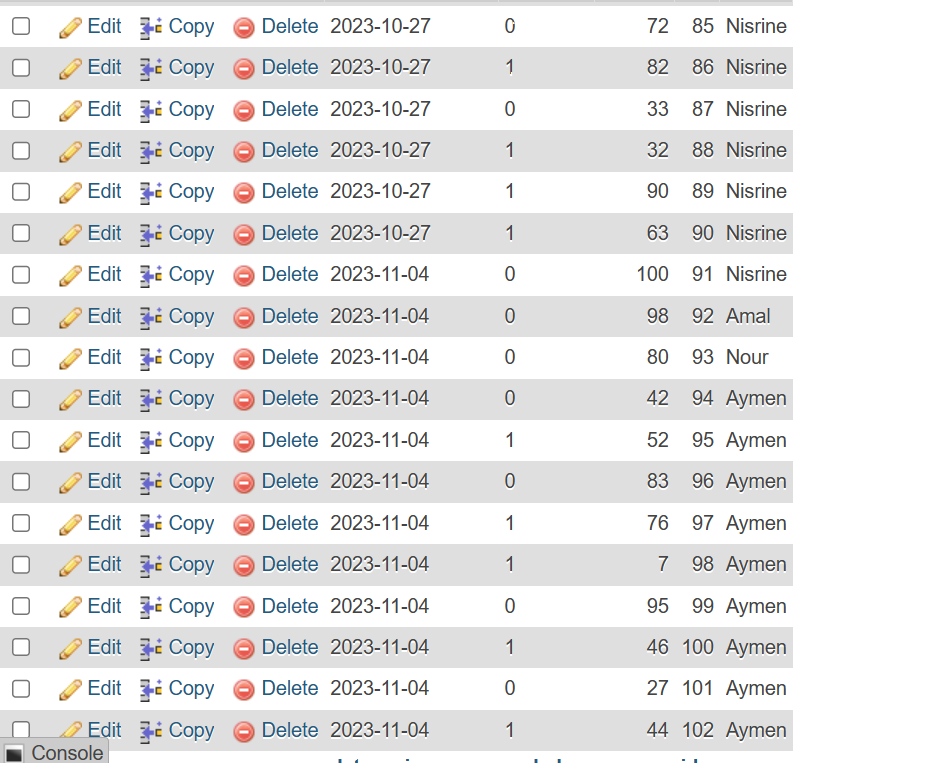 Edit Copy Delete 2023-10-27 0 72 85 Nisrine
Edit Copy Delete 2023-10-27 1 82 86 Nisrine
Edit Copy Delete 2023-10-27 0 33 87 Nisrine
Edit Copy Delete 2023-10-27 1 32 88 Nisrine
Edit Copy Delete 2023-10-27 1 90 89 Nisrine
Edit Copy Delete 2023-10-27 1 63 90 Nisrine
Edit Copy Delete 2023-11-04 0 100 91 Nisrine
Edit Copy Delete 2023-11-04 0 98 92 Amal
Edit Copy Delete 2023-11-04 0 80 93 Nour
Edit Copy Delete 2023-11-04 0 42 94 Aymen
Edit Copy Delete 2023-11-04 1 52 95 Aymen
Edit Copy Delete 2023-11-04 0 83 96 Aymen
Edit Copy Delete 2023-11-04 1 76 97 Aymen
Edit Copy Delete 2023-11-04 1 7 98 Aymen
Edit Copy Delete 2023-11-04 0 95 99 Aymen
Edit Copy Delete 2023-11-04 1 46 100 Aymen
Edit Copy Delete 2023-11-04 0 27 101 Aymen
Edit Copy Delete 2023-11-04 1 44 102 Aymen
Console